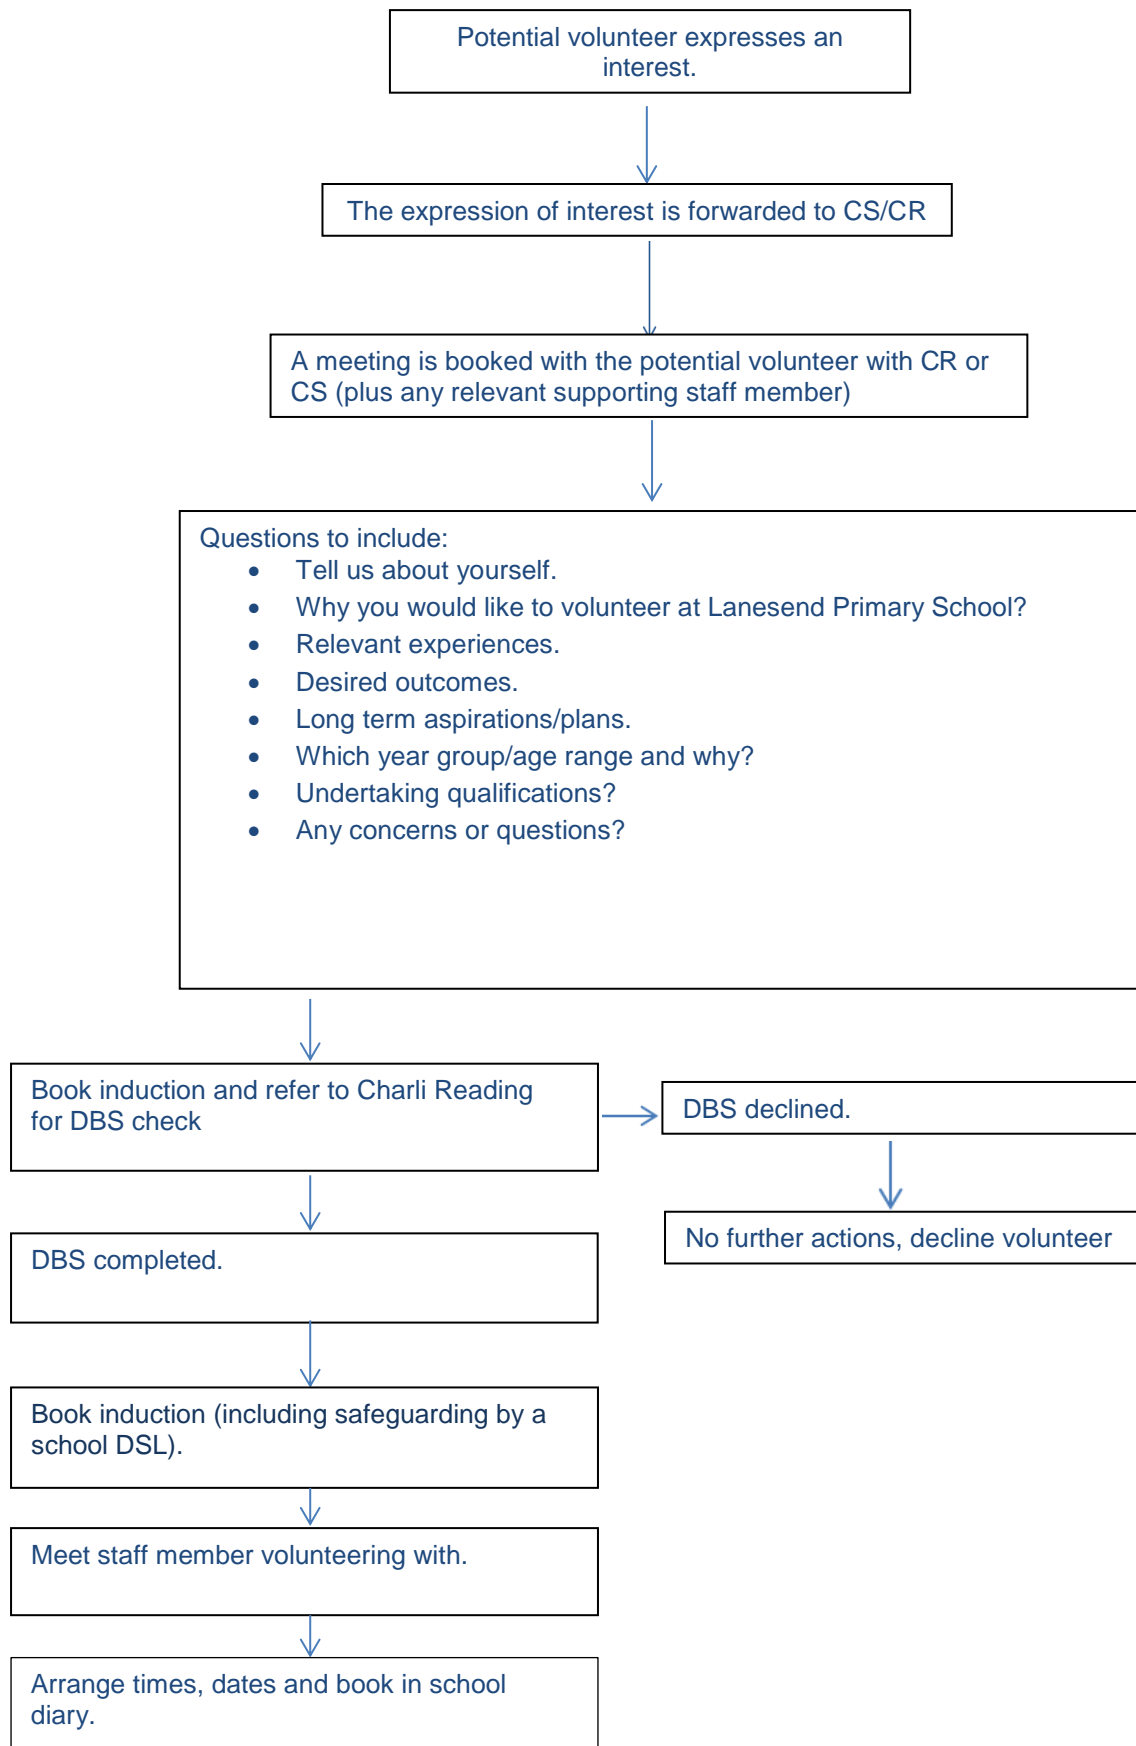 Potential volunteer expresses an
interest.
The expression of interest is forwarded to CS/CR
A meeting is booked with the potential volunteer with CR or
CS (plus any relevant supporting staff member)
Questions to include:
• Tell us about yourself.
• Why you would like to volunteer at Lanesend Primary School?
• Relevant experiences.
• Desired outcomes.
• Long term aspirations/plans.
• Which year group/age range and why?
• Undertaking qualifications?
• Any concerns or questions?
Book induction and refer to Charli Reading
for DBS check
DBS declined.
No further actions, decline volunteer
DBS completed.
Book induction (including safeguarding by a
school DSL).
Meet staff member volunteering with.
Arrange times, dates and book in school
diary.